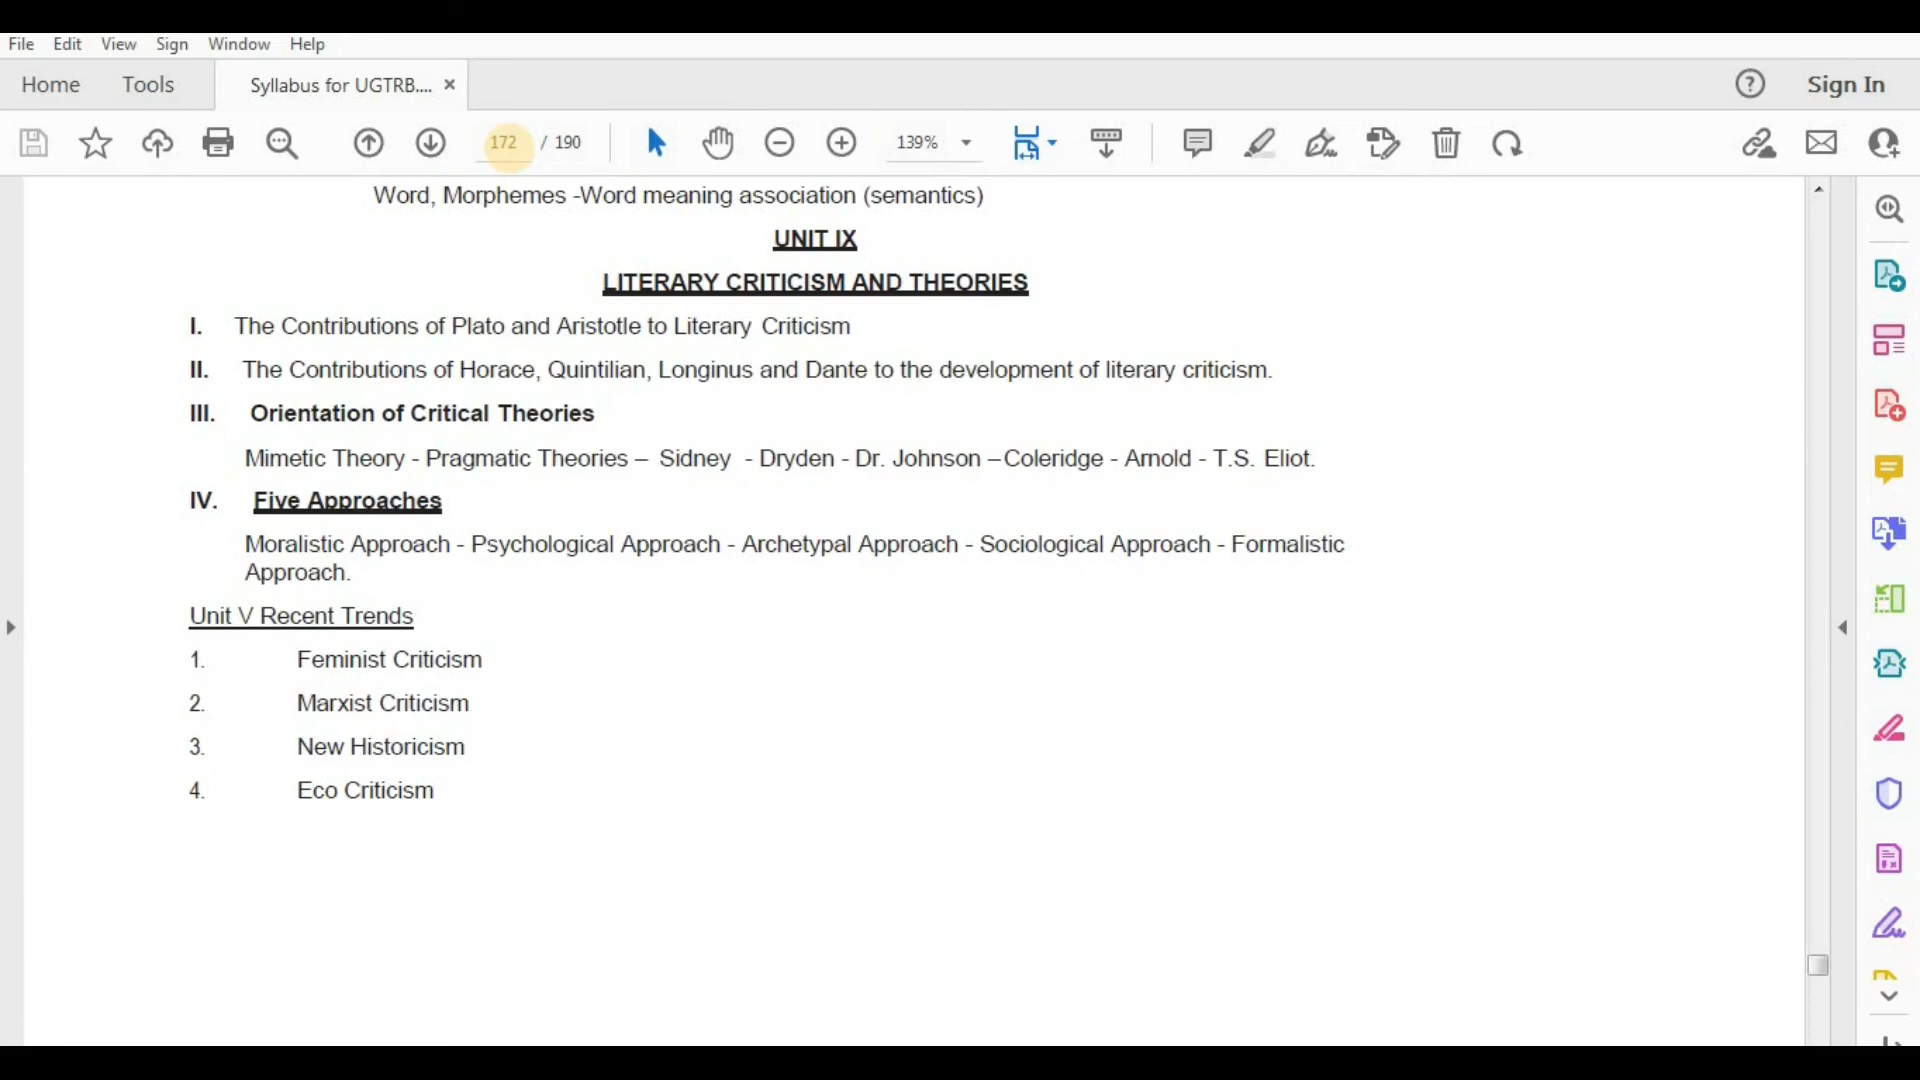 File Edit View Sign Window Help
Home Tools Syllabus for UGTRB.... × ? Sign In
172 / 190 139%
Word, Morphemes -Word meaning association (semantics)
UNIT IX
LITERARY CRITICISM AND THEORIES
I. The Contributions of Plato and Aristotle to Literary Criticism
II. The Contributions of Horace, Quintilian, Longinus and Dante to the development of literary criticism.
III. Orientation of Critical Theories
Mimetic Theory - Pragmatic Theories – Sidney - Dryden - Dr. Johnson –Coleridge - Arnold - T.S. Eliot.
IV. Five Approaches
Moralistic Approach - Psychological Approach - Archetypal Approach - Sociological Approach - Formalistic
Approach.
Unit V Recent Trends
1. Feminist Criticism
2. Marxist Criticism
3. New Historicism
4. Eco Criticism